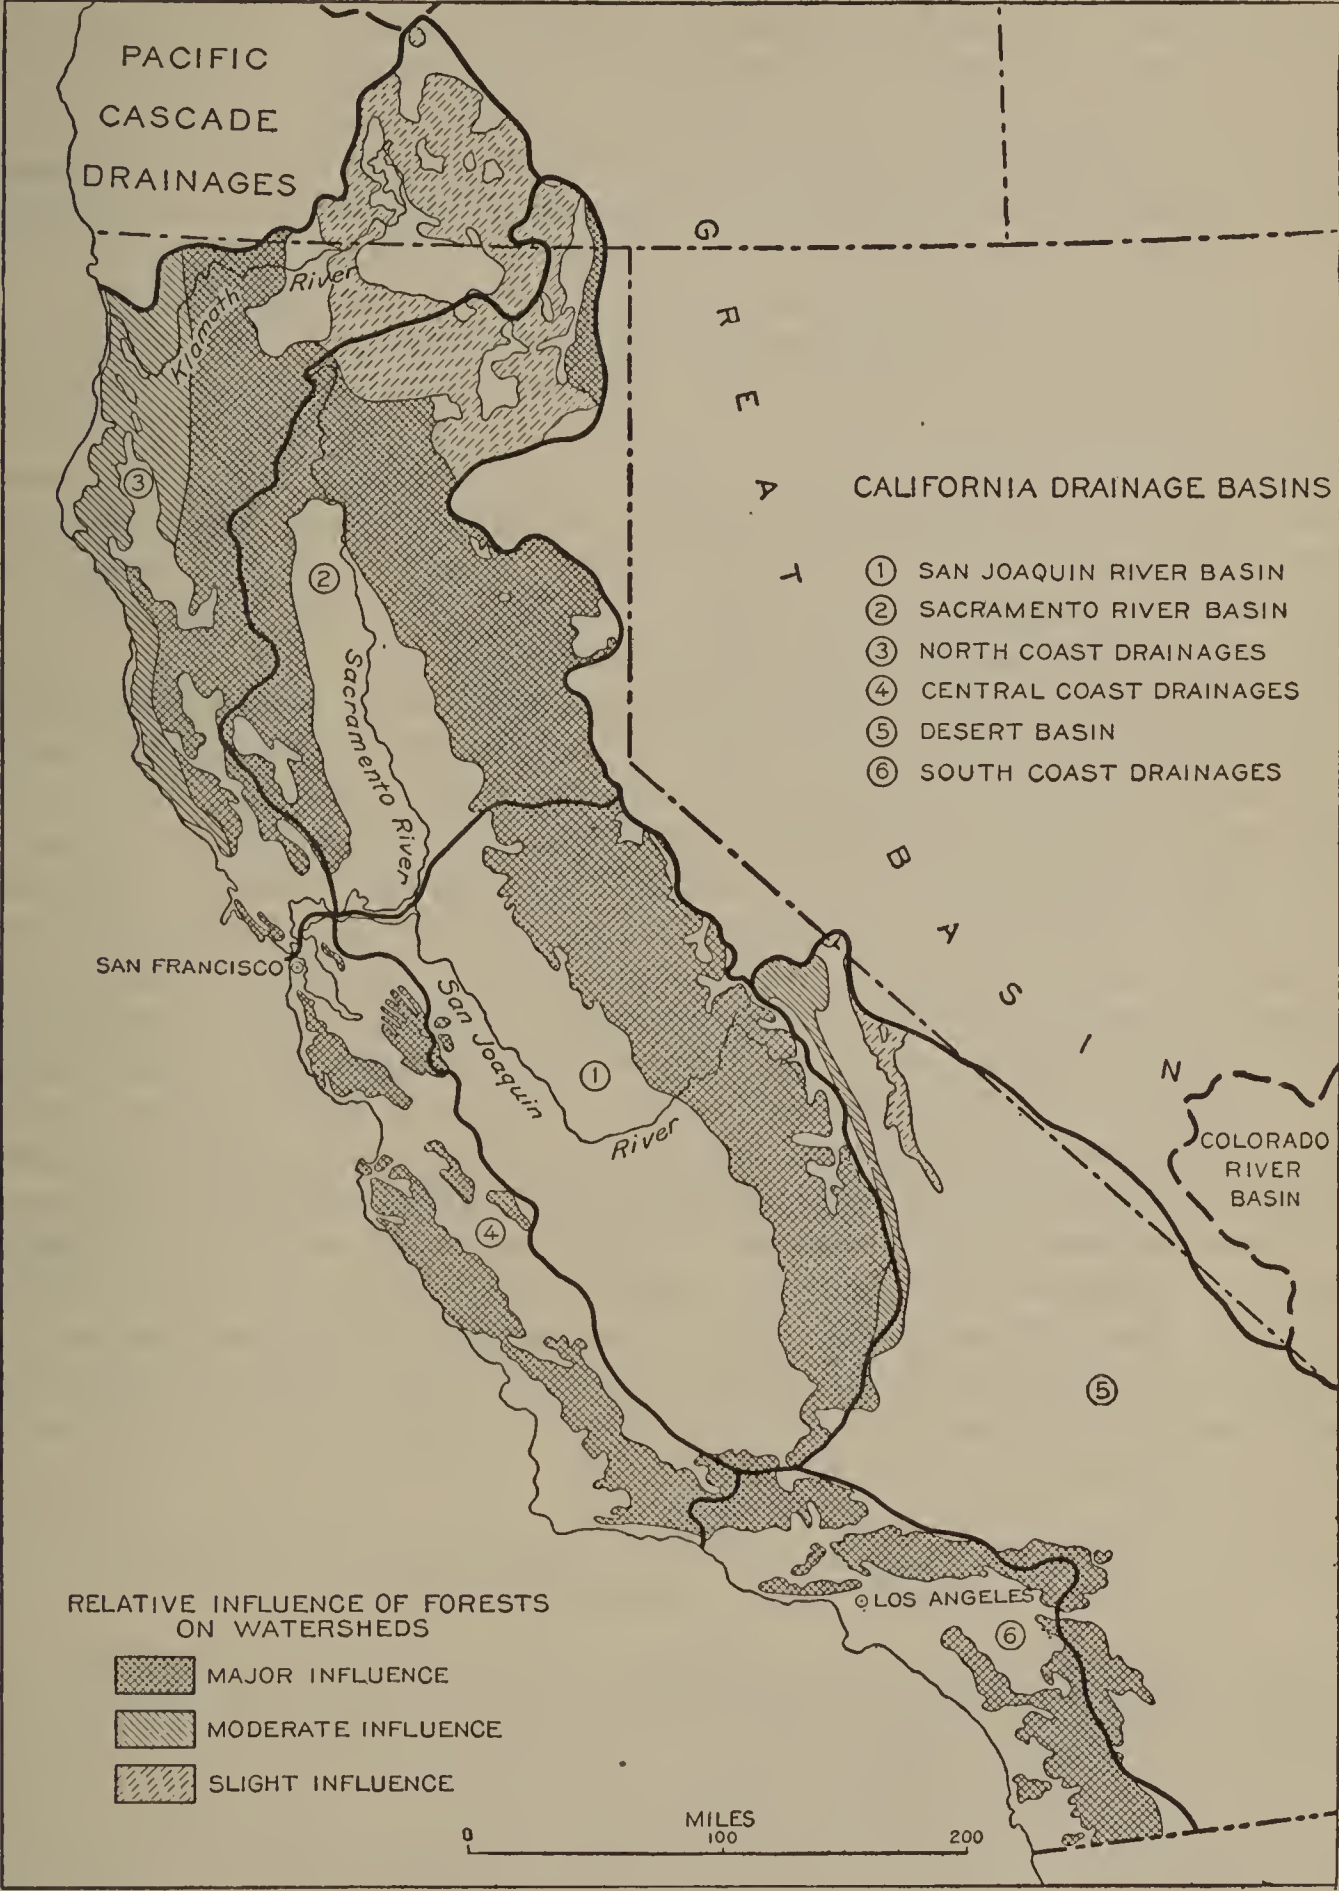 PACIFIC
CASCADE
DRAINAGES
Klamath River
GREAT BASIN
CALIFORNIA DRAINAGE BASINS
1 SAN JOAQUIN RIVER BASIN
2 SACRAMENTO RIVER BASIN
3 NORTH COAST DRAINAGES
4 CENTRAL COAST DRAINAGES
5 DESERT BASIN
6 SOUTH COAST DRAINAGES
3
2
Sacramento River
SAN FRANCISCO
San Joaquin River
1
COLORADO
RIVER
BASIN
4
5
LOS ANGELES
6
RELATIVE INFLUENCE OF FORESTS
ON WATERSHEDS
MAJOR INFLUENCE
MODERATE INFLUENCE
SLIGHT INFLUENCE
MILES
0 100 200